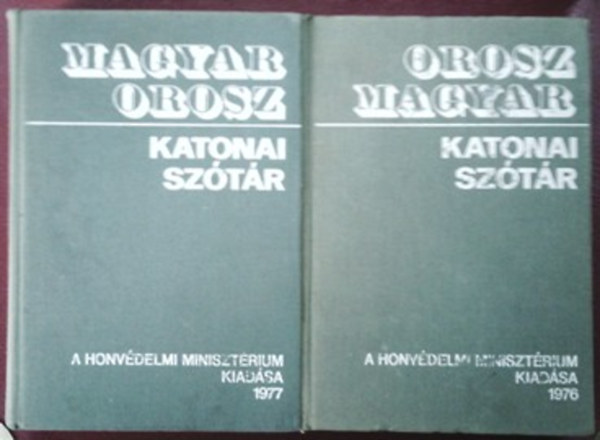 MAGYAR
OROSZ
KATONAI
SZÓTÁR
A HONVÉDELMI MINISZTÉRIUM
KIADÁSA
1977
OROSZ
MAGYAR
KATONAI
SZÓTÁR
A HONVÉDELMI MINISZTÉRIUM
KIADÁSA
1976